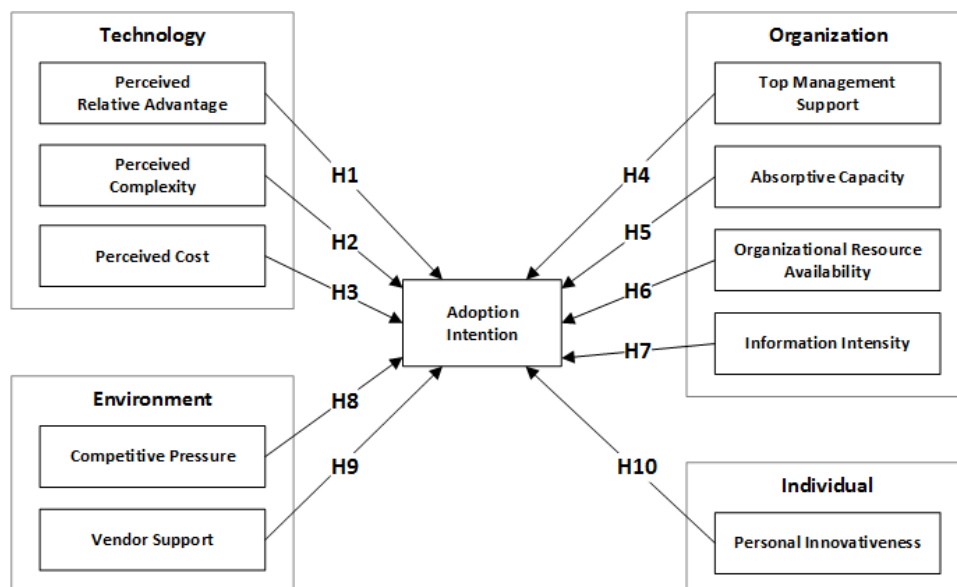 Technology
Perceived
Relative Advantage
Perceived
Complexity
Perceived Cost
Environment
Competitive Pressure
Vendor Support
H1
H2
H3
H8
H9
Adoption
Intention
H4
H5
H6
H7
H10
Organization
Top Management
Support
Absorptive Capacity
Organizational Resource
Availability
Information Intensity
Individual
Personal Innovativeness